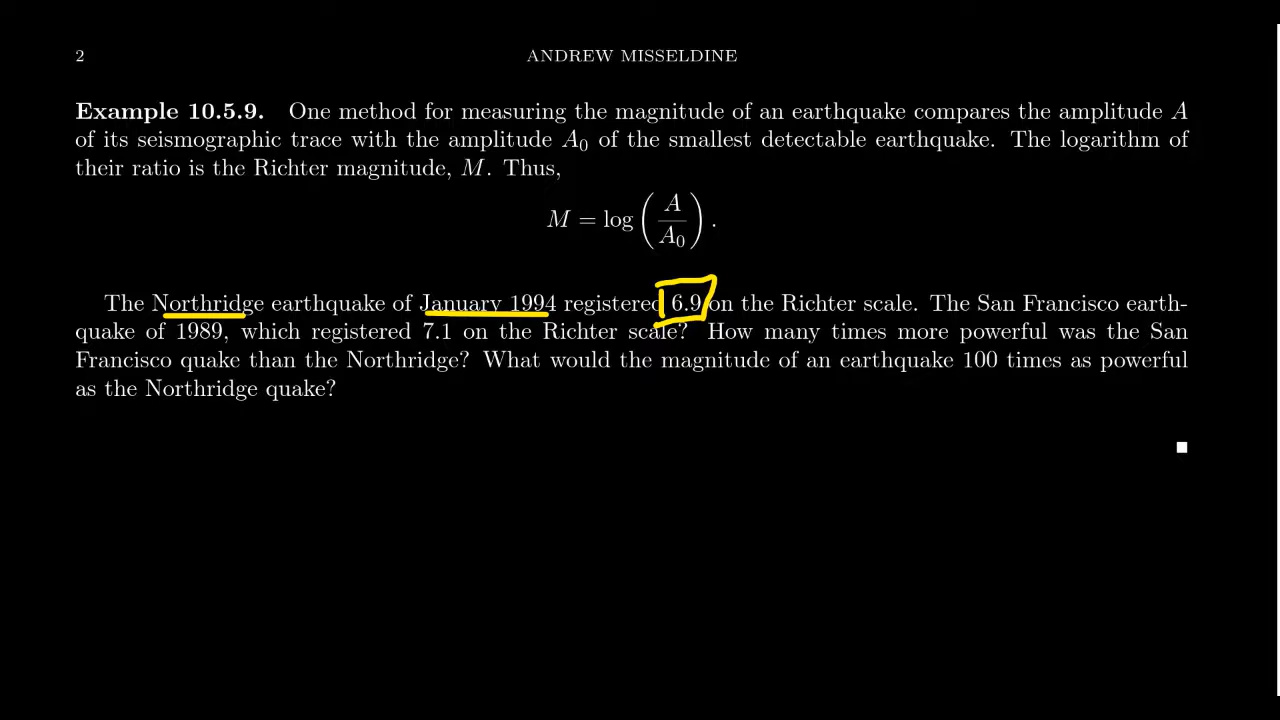 2 ANDREW MISSELDINE
Example 10.5.9. One method for measuring the magnitude of an earthquake compares the amplitude A
of its seismographic trace with the amplitude A₀ of the smallest detectable earthquake. The logarithm of
their ratio is the Richter magnitude, M. Thus,
M = log (A/A₀).
The Northridge earthquake of January 1994 registered 6.9 on the Richter scale. The San Francisco earth-
quake of 1989, which registered 7.1 on the Richter scale? How many times more powerful was the San
Francisco quake than the Northridge? What would the magnitude of an earthquake 100 times as powerful
as the Northridge quake?